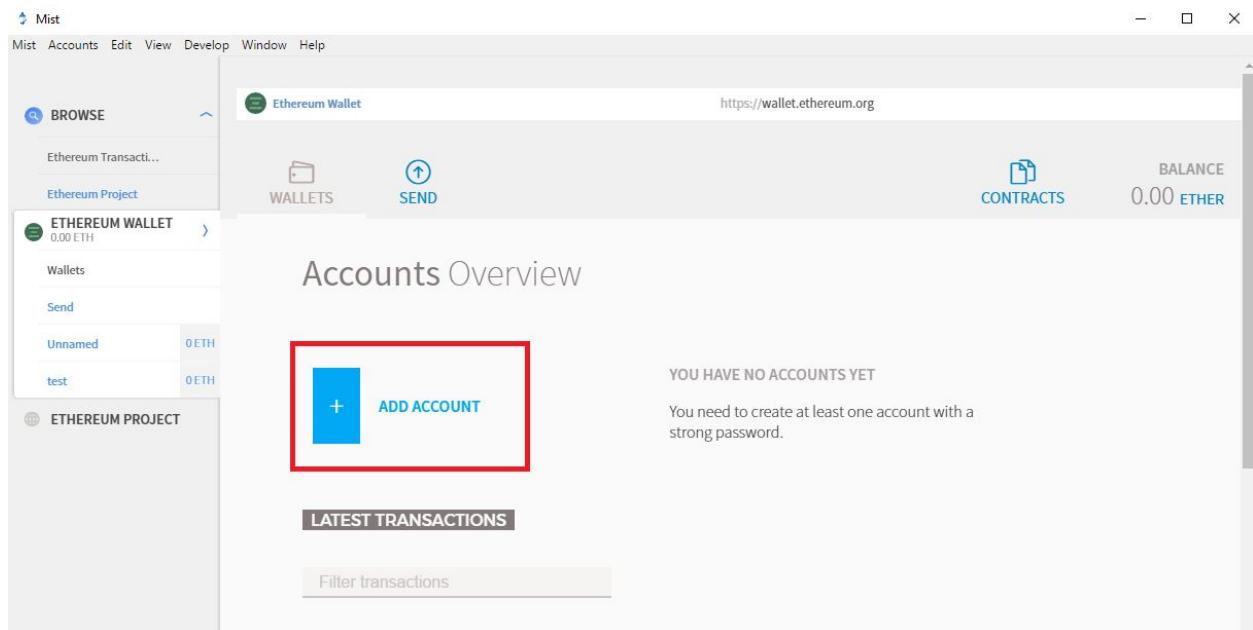 Mist
Mist Accounts Edit View Develop Window Help
BROWSE
Ethereum Transacti...
Ethereum Project
ETHEREUM WALLET
0.00 ETH
Wallets
Send
Unnamed 0 ETH
test 0 ETH
ETHEREUM PROJECT
Ethereum Wallet https://wallet.ethereum.org
WALLETS SEND CONTRACTS
BALANCE
0.00 ETHER
Accounts Overview
+ ADD ACCOUNT
YOU HAVE NO ACCOUNTS YET
You need to create at least one account with a
strong password.
LATEST TRANSACTIONS
Filter transactions